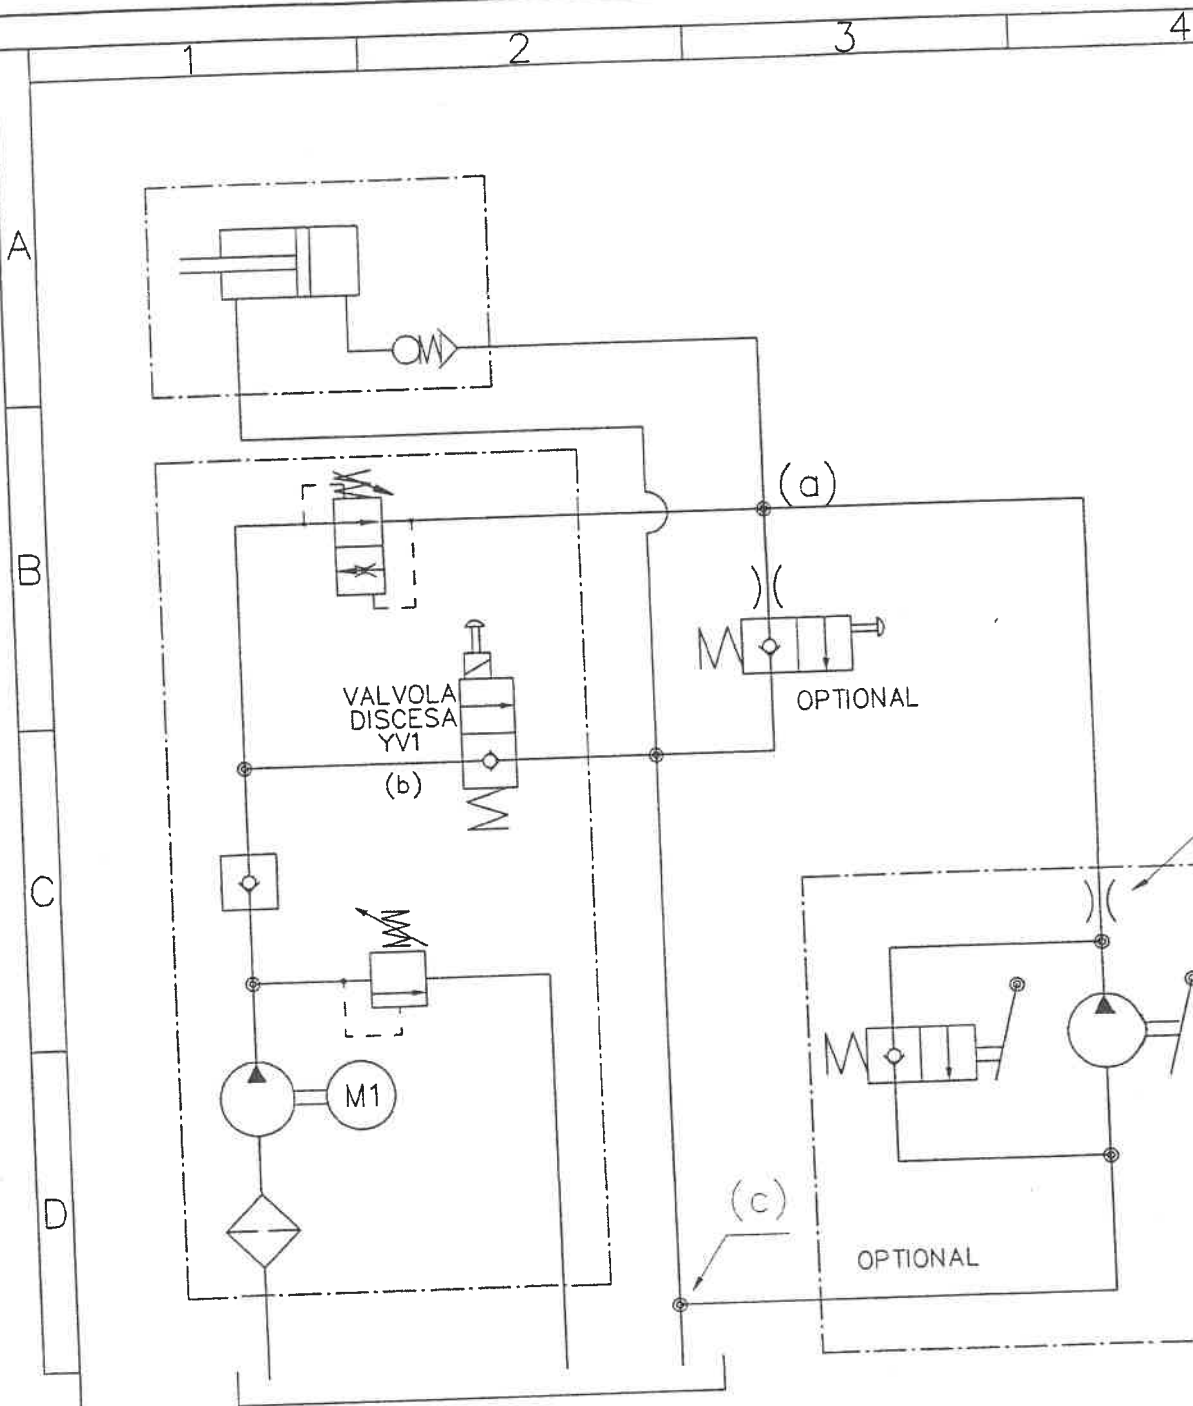 1
2
3
4
A
B
C
D
(a)
VALVOLA
DISCESA
YV1
(b)
OPTIONAL
M1
(c)
OPTIONAL